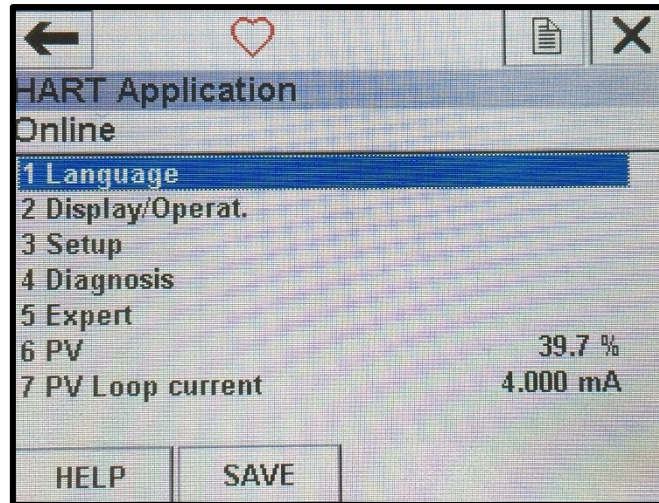 HART Application
Online
1 Language
2 Display/Operat.
3 Setup
4 Diagnosis
5 Expert
6 PV 39.7 %
7 PV Loop current 4.000 mA
HELP SAVE